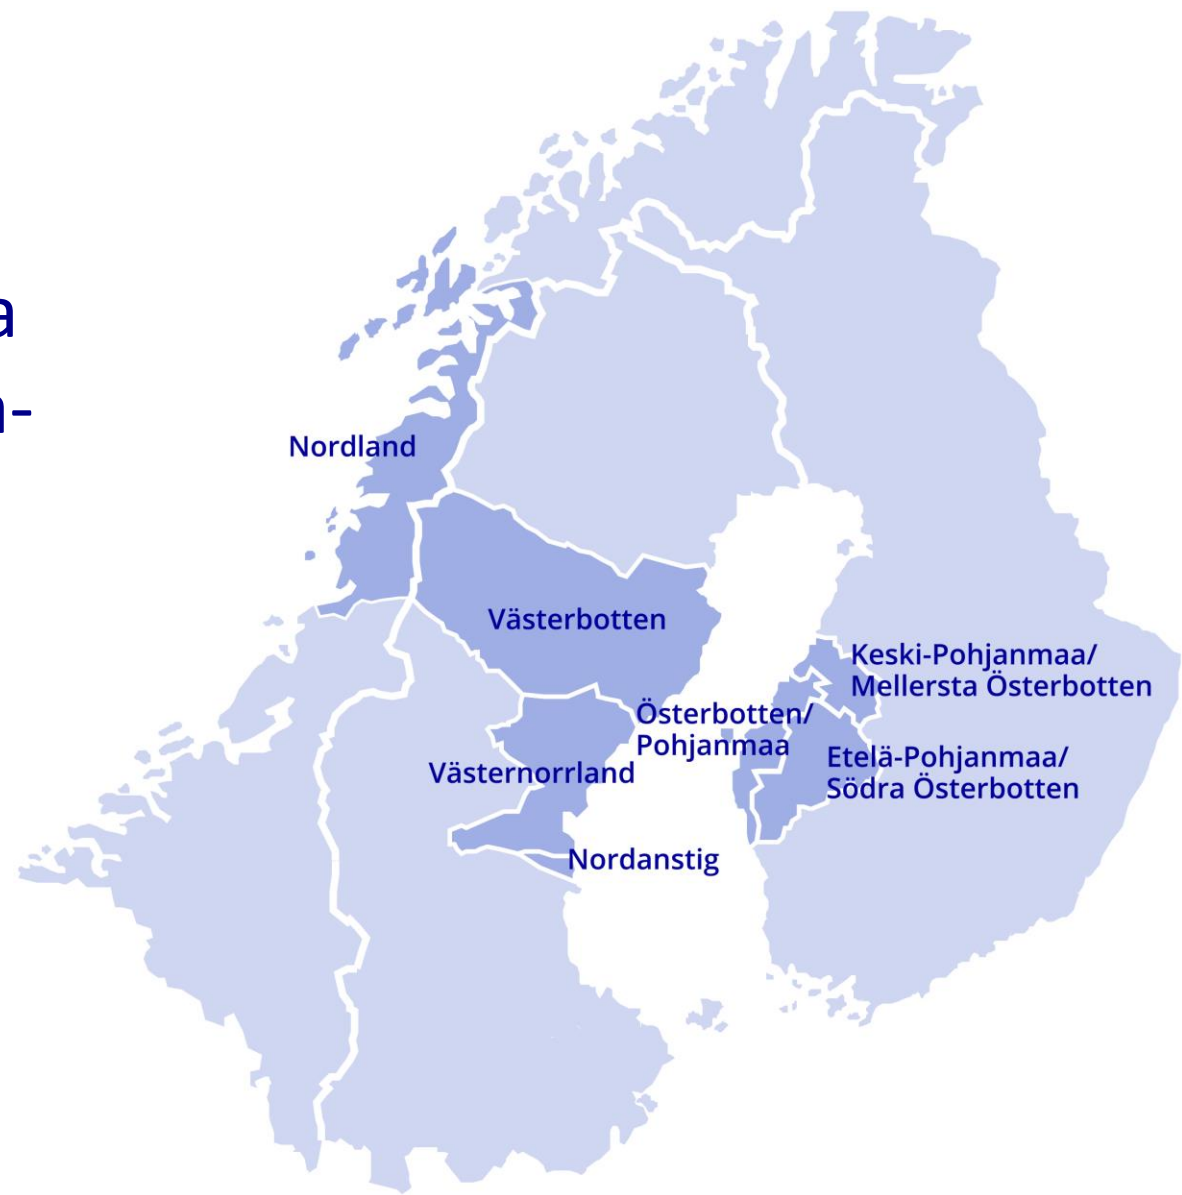 a
-
Nordland
Västerbotten
Keski-Pohjanmaa/
Mellersta Österbotten
Österbotten/
Pohjanmaa
Etelä-Pohjanmaa/
Södra Österbotten
Västernorrland
Nordanstig